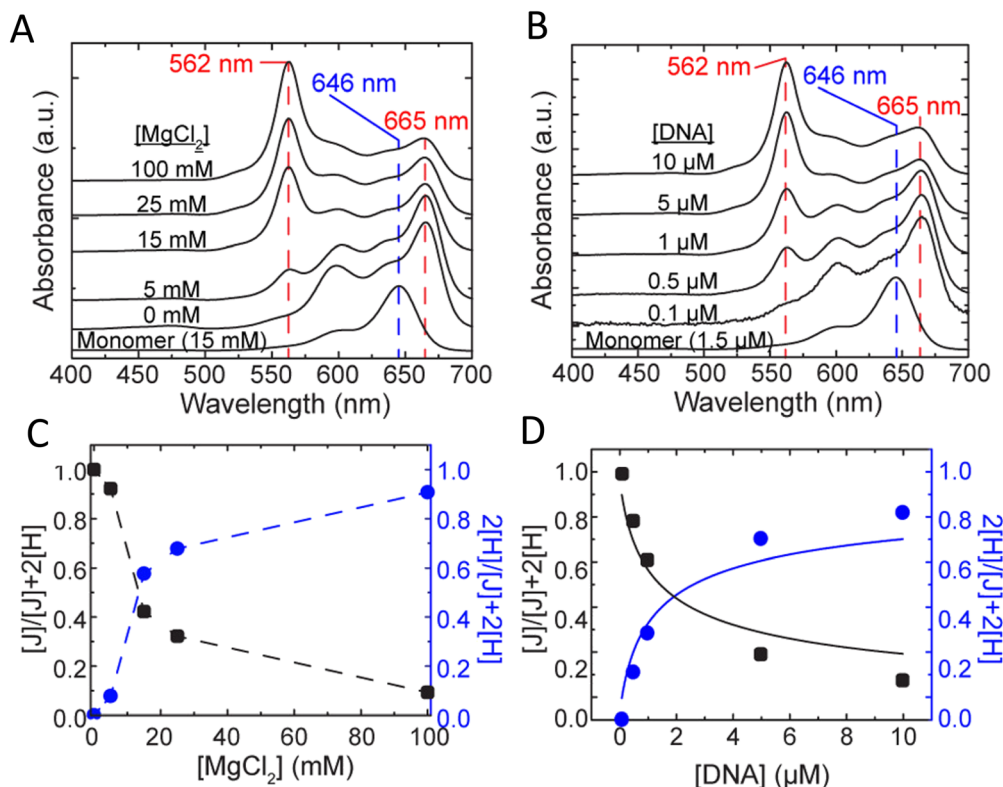 A
562 nm
646 nm
665 nm
[MgCl2]
100 mM
25 mM
15 mM
5 mM
0 mM
Monomer (15 mM)
Absorbance (a.u.)
400 450 500 550 600 650 700
Wavelength (nm)
B
562 nm
646 nm
665 nm
[DNA]
10 µM
5 µM
1 µM
0.5 µM
0.1 µM
Monomer (1.5 µM)
Absorbance (a.u.)
400 450 500 550 600 650 700
Wavelength (nm)
C
[J]/[J]+2[H]
1.0
0.8
0.6
0.4
0.2
0.0
2[H]/[J]+2[H]
1.0
0.8
0.6
0.4
0.2
0.0
0 20 40 60 80 100
[MgCl2] (mM)
D
[J]/[J]+2[H]
1.0
0.8
0.6
0.4
0.2
0.0
2[H]/[J]+2[H]
1.0
0.8
0.6
0.4
0.2
0.0
0 2 4 6 8 10
[DNA] (µM)